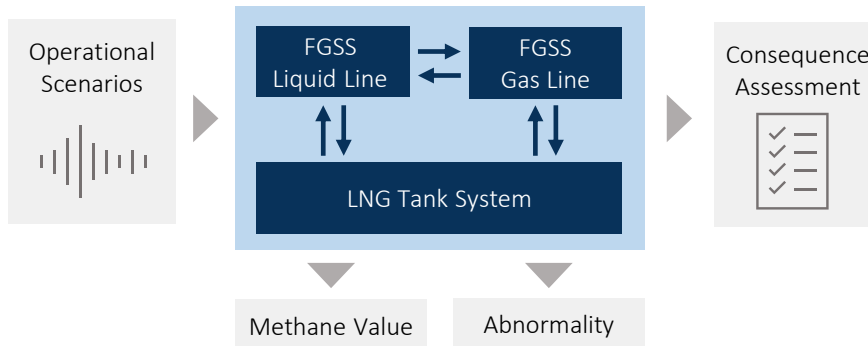 Operational
Scenarios
FGSS
Liquid Line
FGSS
Gas Line
LNG Tank System
Consequence
Assessment
Methane Value
Abnormality